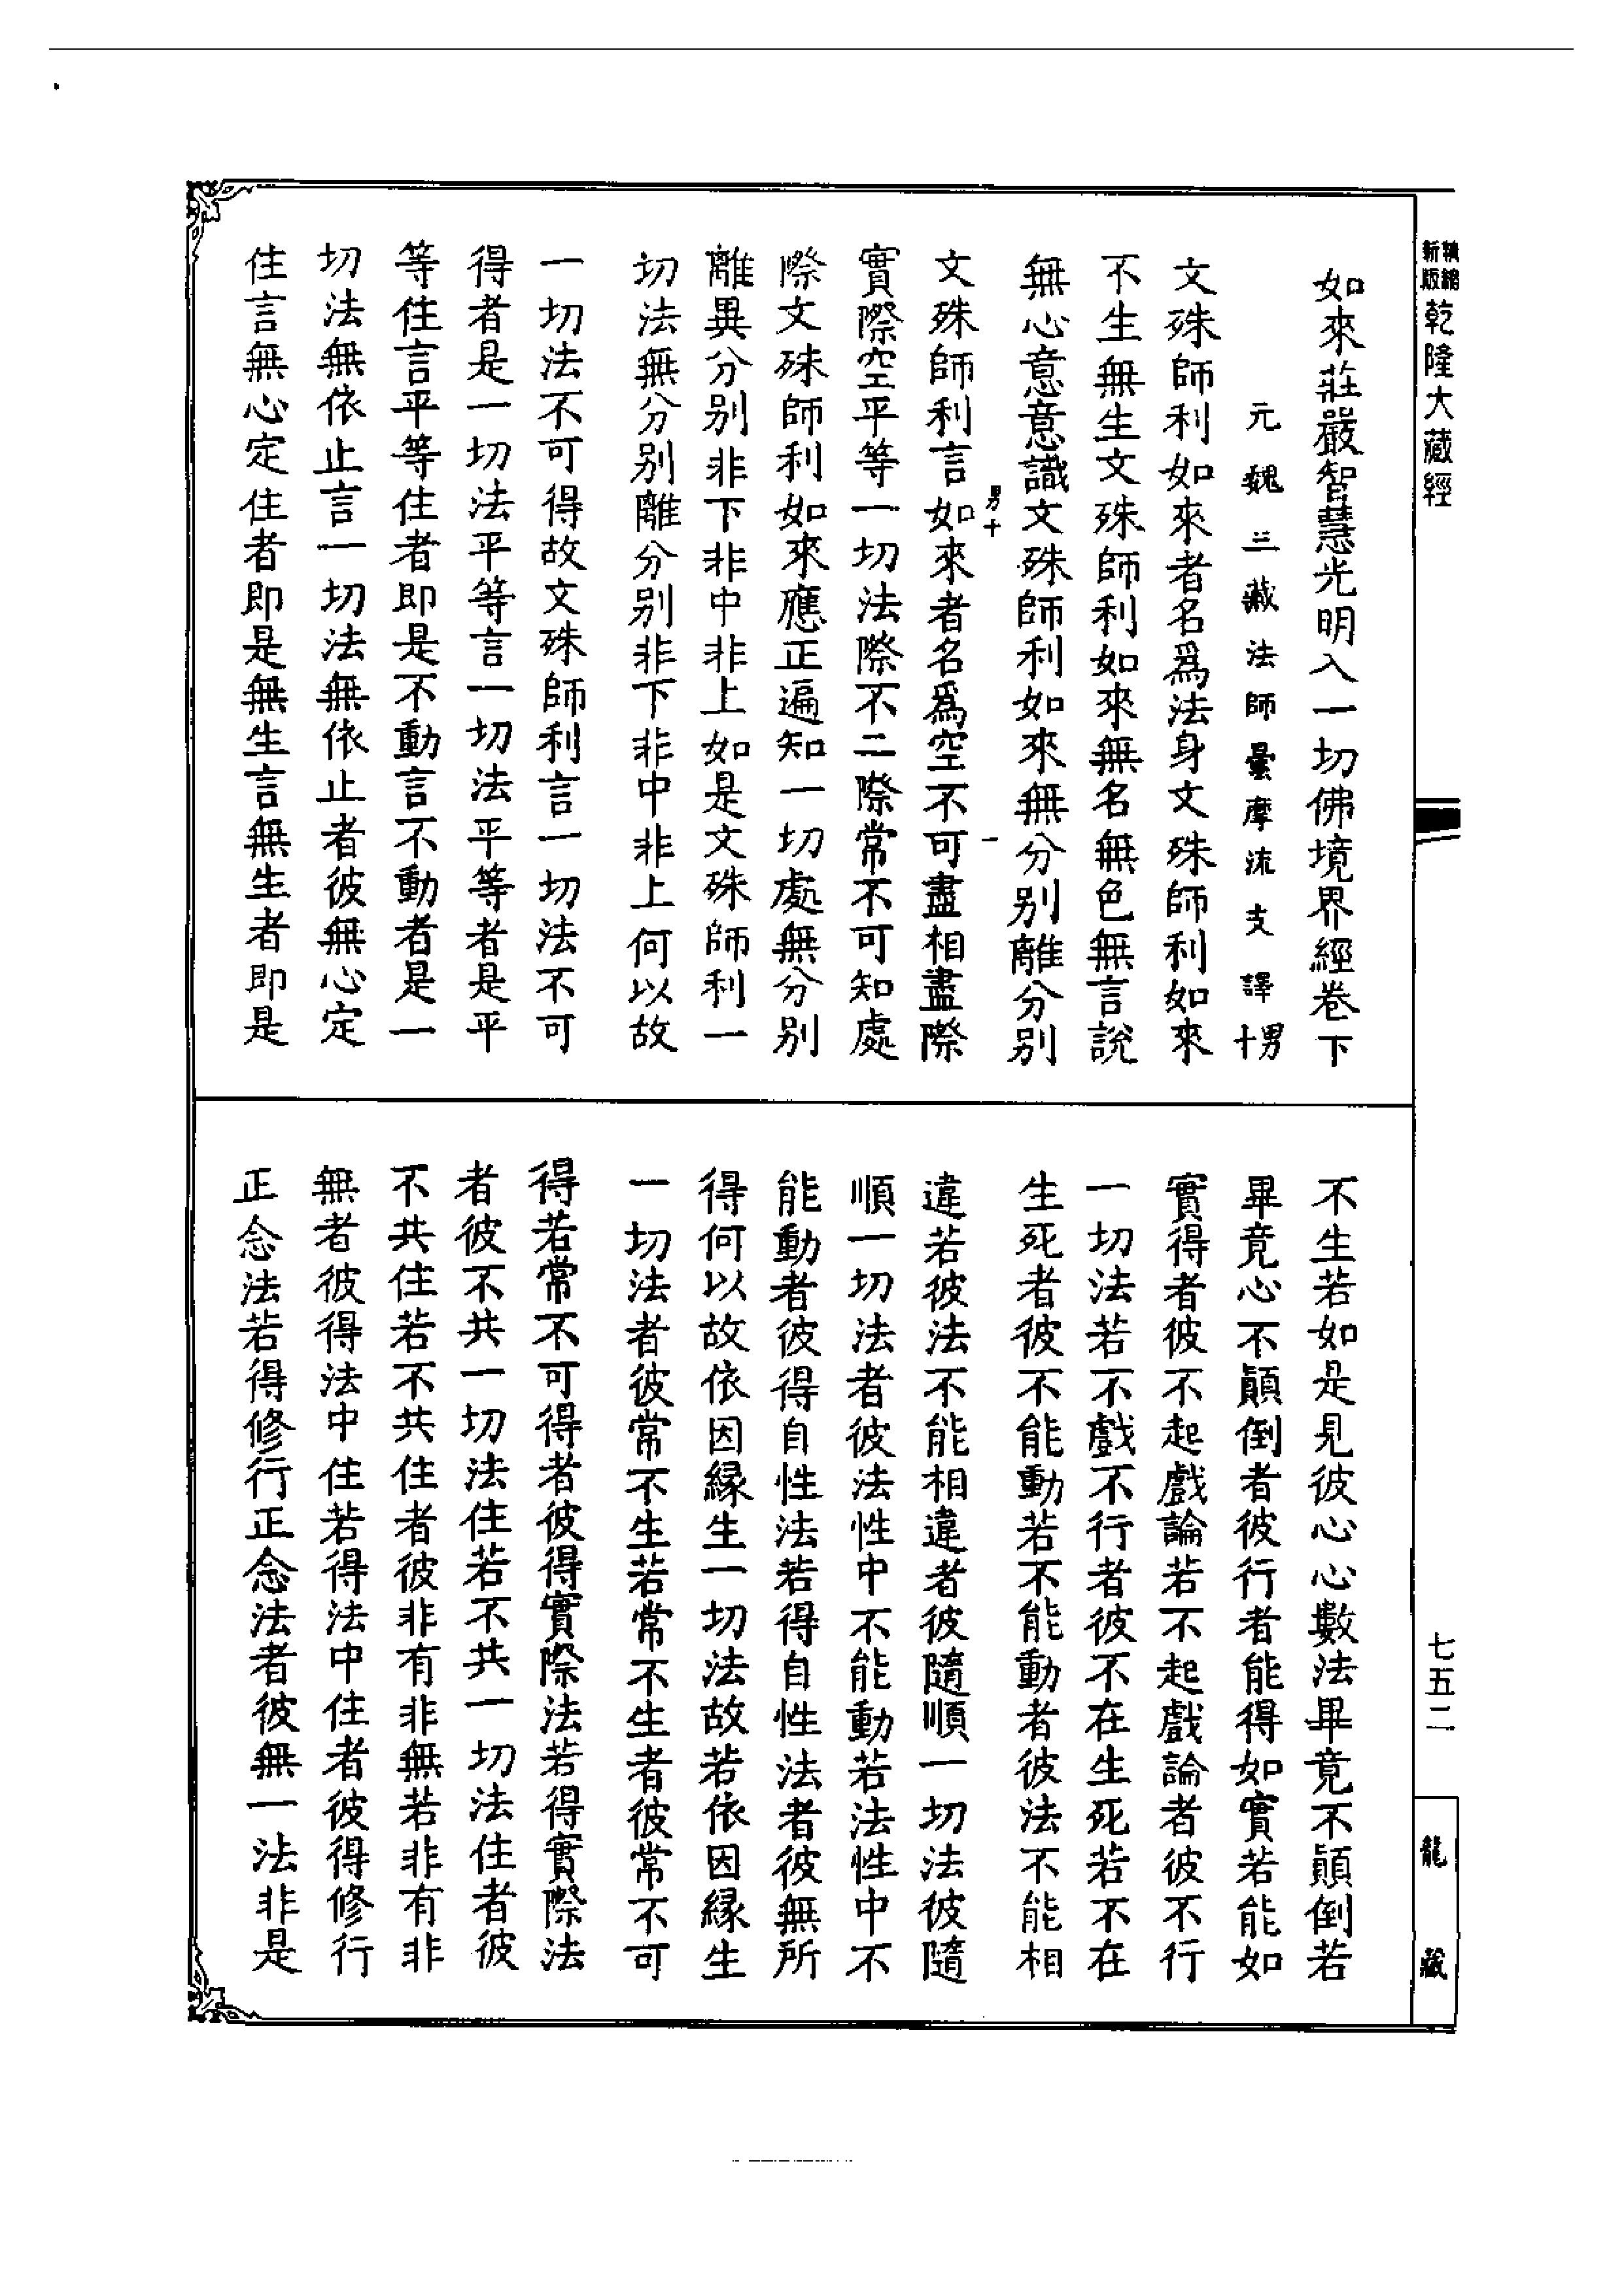 新版精縮乾隆大藏經
如來莊嚴智慧光明入一切佛境界經卷下
元魏三藏法師曇摩流支譯 男十
文殊師利如來者名爲法身文殊師利如來
不生無生文殊師利如來無名無色無言說
無心意意識文殊師利如來無分別離分別
男十 一
文殊師利言如來者名爲空不可盡相盡際
實際空平等一切法際不二際常不可知處
際文殊師利如來應正遍知一切處無分別
離異分別非下非中非上如是文殊師利一
切法無分別離分別非下非中非上何以故
一切法不可得故文殊師利言一切法不可
得者是一切法平等言一切法平等者是平
等住言平等住者即是不動言不動者是一
切法無依止言一切法無依止者彼無心定
住言無心定住者即是無生言無生者即是
不生若如是見彼心心數法畢竟不顛倒若
畢竟心不顛倒者彼行者能得如實若能如
實得者彼不起戲論若不起戲論者彼不行
一切法若不戲不行者彼不在生死若不在
生死者彼不能動若不能動者彼法不能相
違若彼法不能相違者彼隨順一切法彼隨
順一切法者彼法性中不能動若法性中不
能動者彼得自性法若得自性法者彼無所
得何以故依因緣生一切法故若依因緣生
一切法者彼常不生若常不生者彼常不可
得若常不可得者彼得實際法若得實際法
者彼不共一切法住若不共一切法住者彼
不共住若不共住者彼非有非無若非有非
無者彼得法中住若得法中住者彼得修行
正念法若得修行正念法者彼無一法非是
七五二
龍藏